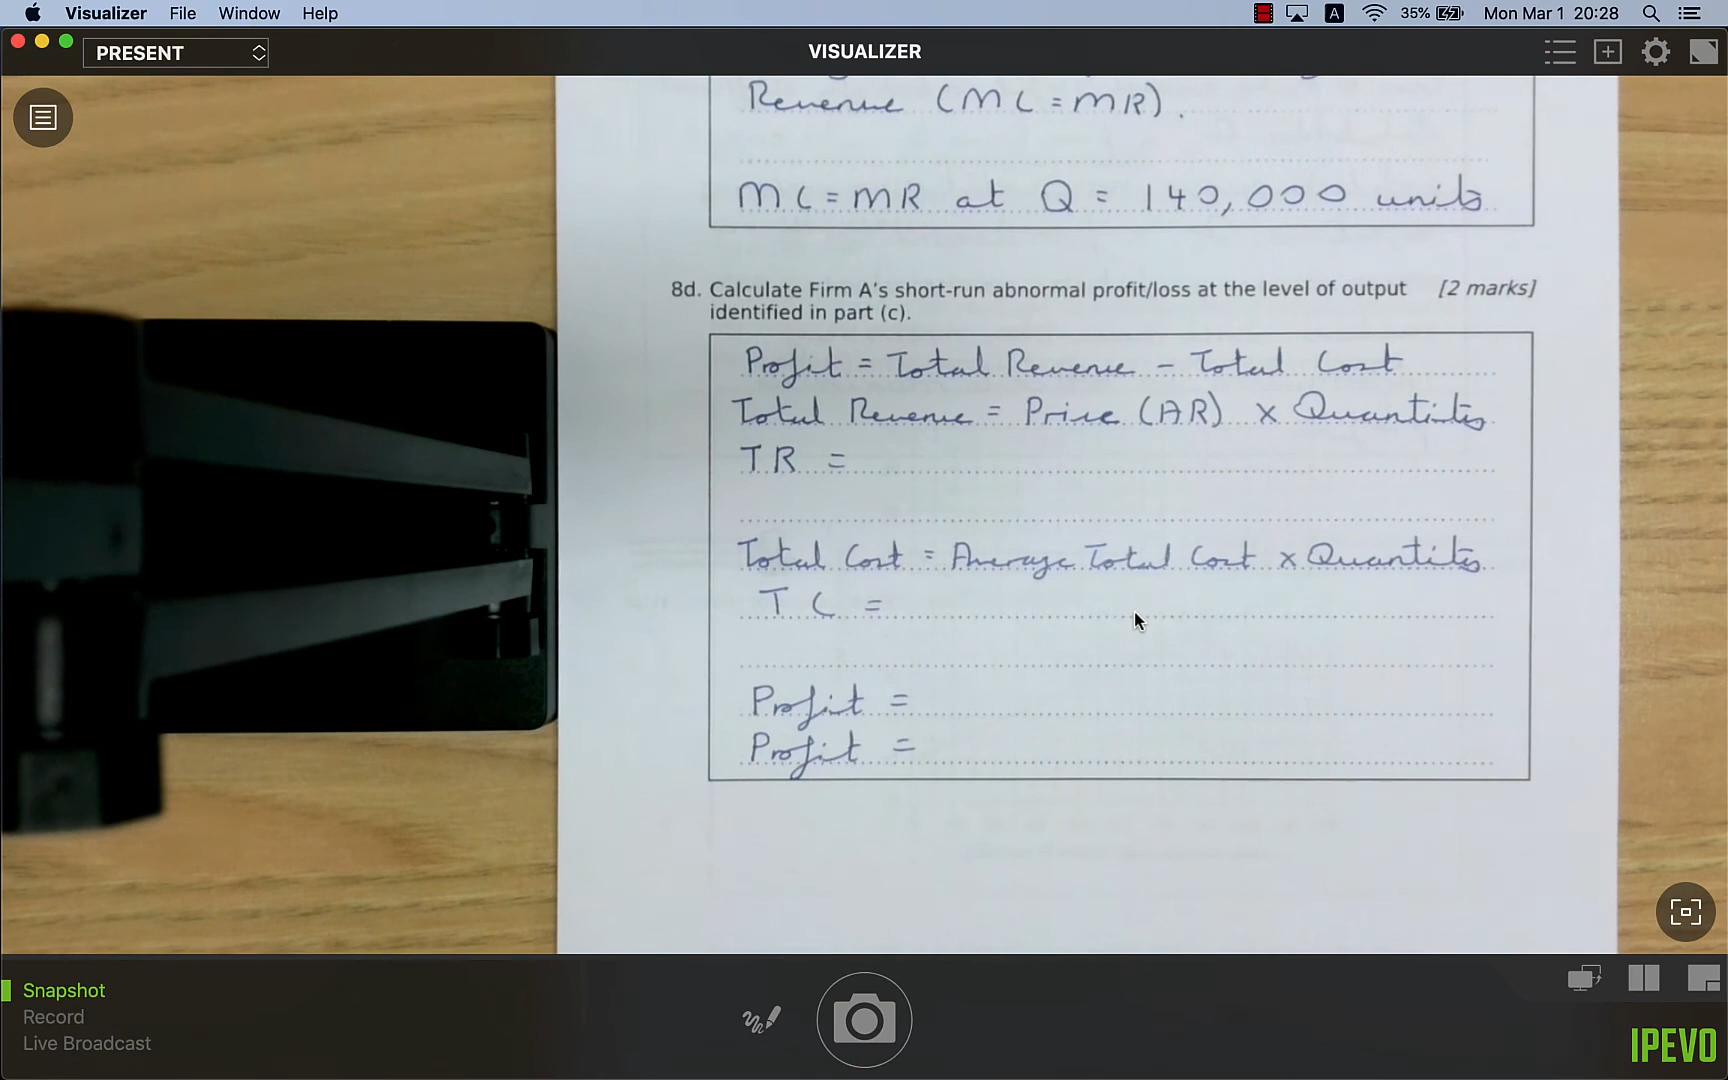 Visualizer File Window Help A 35% Mon Mar 1 20:28
PRESENT VISUALIZER
Revenue (MC = MR).
MC = MR at Q = 140,000 units
8d. Calculate Firm A's short-run abnormal profit/loss at the level of output [2 marks]
identified in part (c).
Profit = Total Revenue - Total Cost
Total Revenue = Price (AR) x Quantity
TR =
Total Cost = Average Total Cost x Quantity
TC =
Profit =
Profit =
Snapshot
Record
Live Broadcast
IPEVO